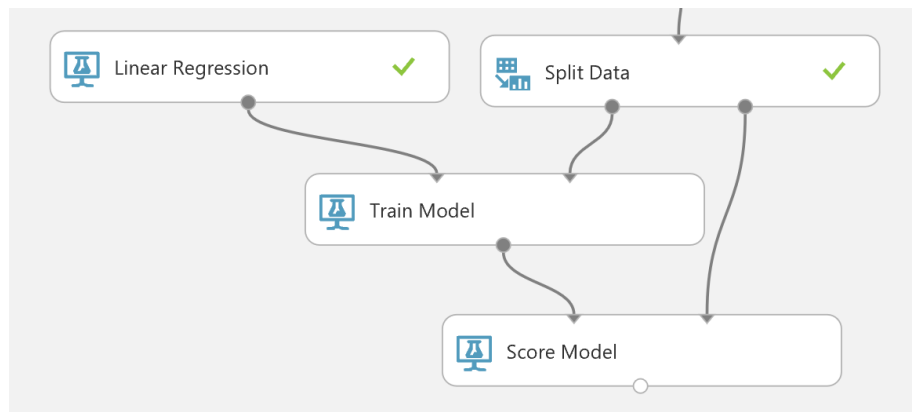 Linear Regression
Split Data
Train Model
Score Model